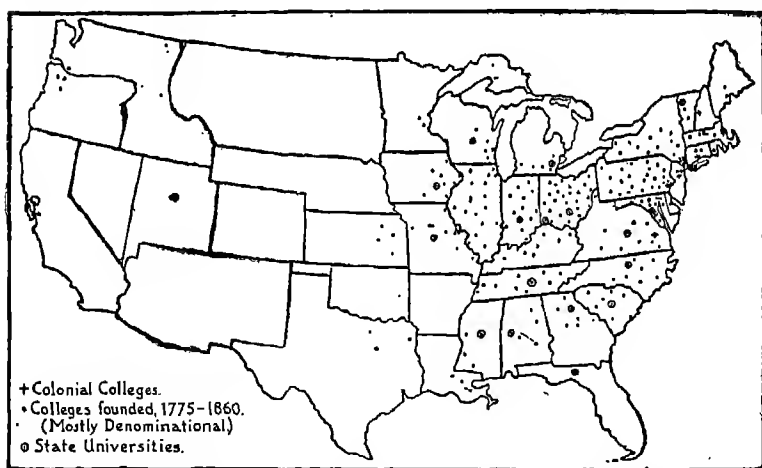 + Colonial Colleges.
• Colleges founded, 1775-1860.
(Mostly Denominational)
⊙ State Universities.